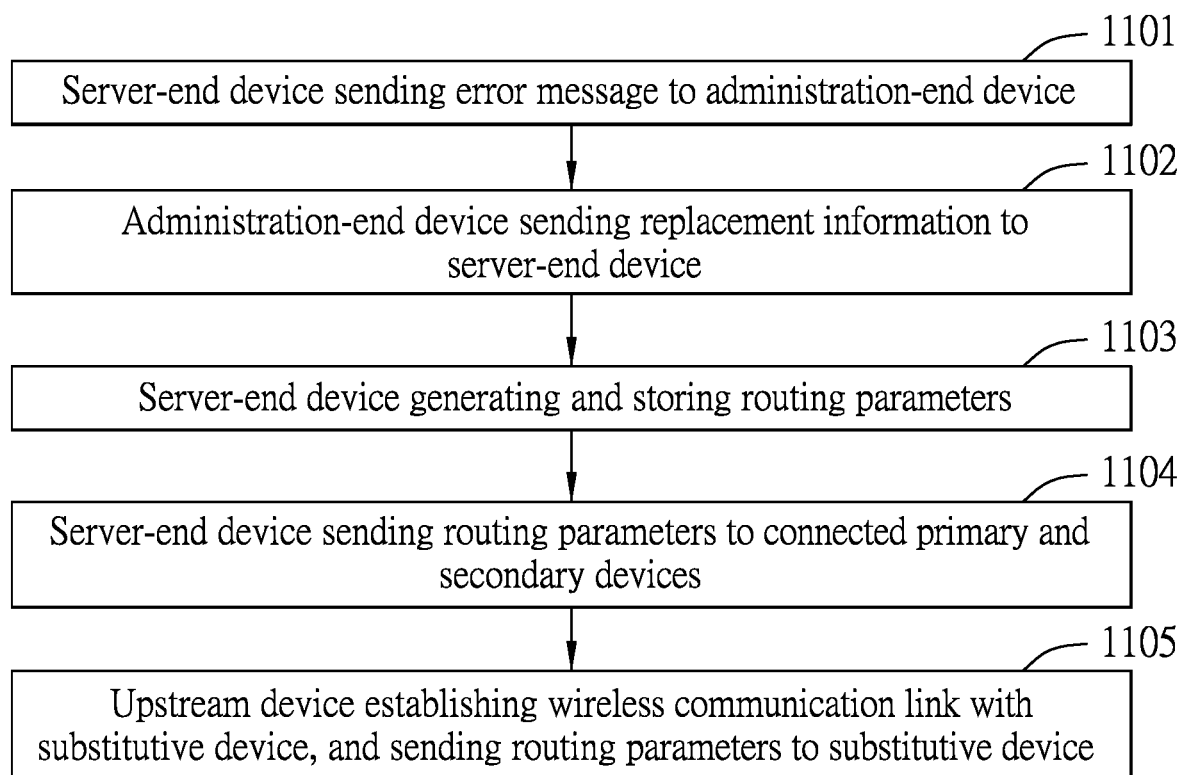 1101
Server-end device sending error message to administration-end device
1102
Administration-end device sending replacement information to
server-end device
1103
Server-end device generating and storing routing parameters
1104
Server-end device sending routing parameters to connected primary and
secondary devices
1105
Upstream device establishing wireless communication link with
substitutive device, and sending routing parameters to substitutive device